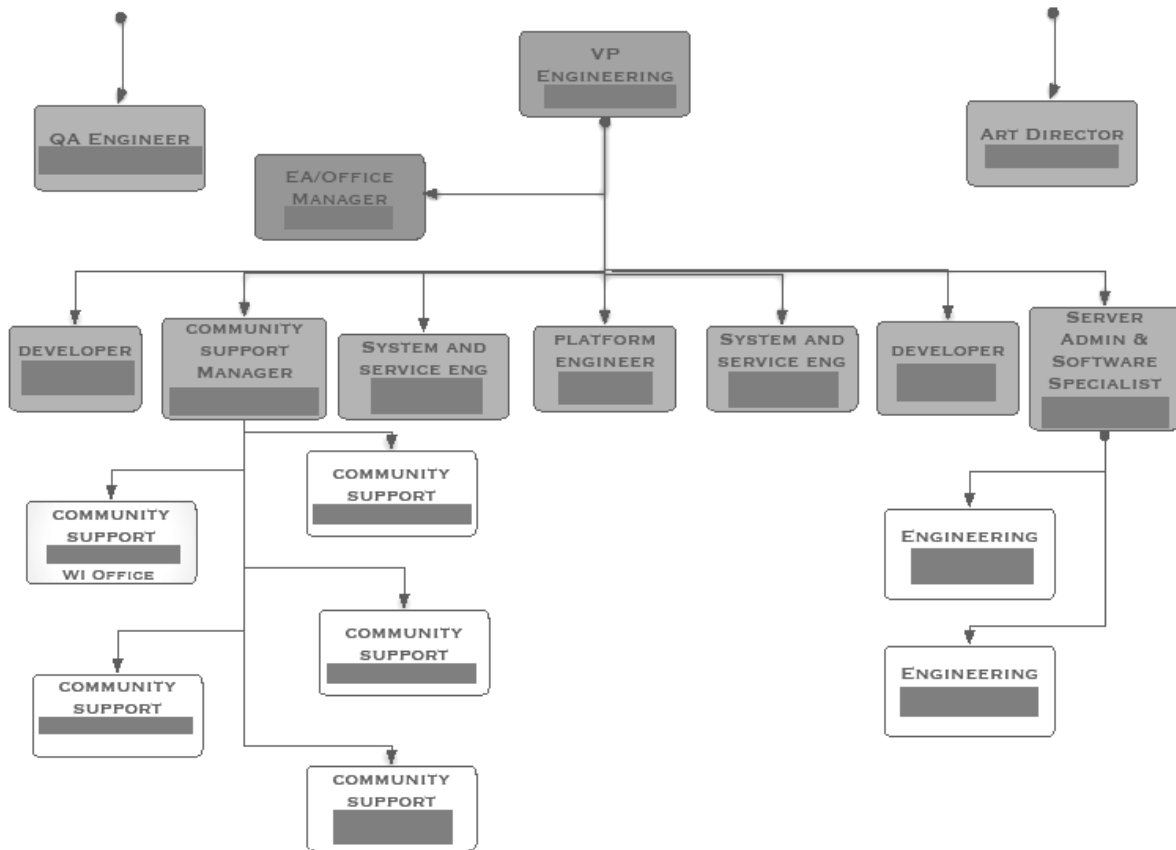 VP
Engineering
QA Engineer
Art Director
EA/Office
Manager
developer
community
support
Manager
System and
service eng
platform
engineer
System and
service eng
developer
Server
Admin &
Software
Specialist
community
support
community
support
WI Office
Engineering
community
support
community
support
Engineering
community
support